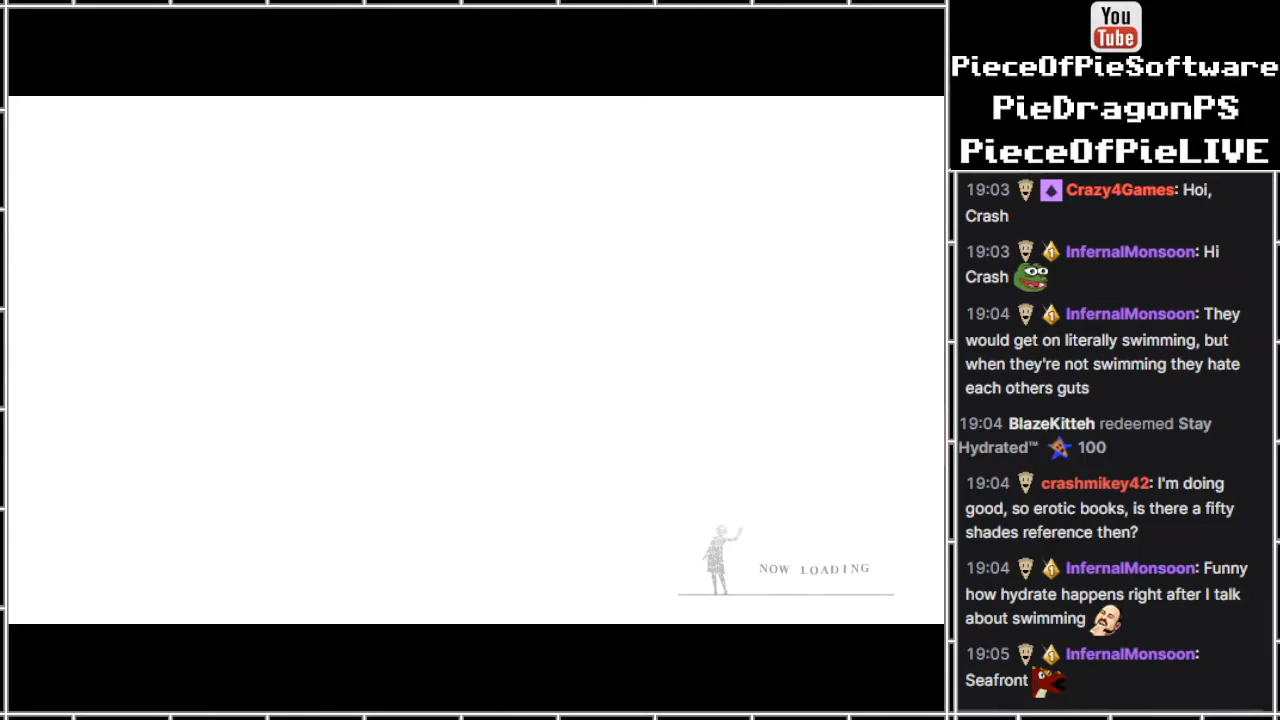 You
Tube
PieceOfPieSoftware
PieDragonPS
PieceOfPieLIVE
19:03 Crazy4Games: Hoi,
Crash
19:03 InfernalMonsoon: Hi
Crash
19:04 InfernalMonsoon: They
would get on literally swimming, but
when they're not swimming they hate
each others guts
19:04 BlazeKitteh redeemed Stay
Hydrated™ 100
19:04 crashmikey42: I'm doing
good, so erotic books, is there a fifty
shades reference then?
19:04 InfernalMonsoon: Funny
how hydrate happens right after I talk
about swimming
19:05 InfernalMonsoon:
Seafront
NOW LOADING